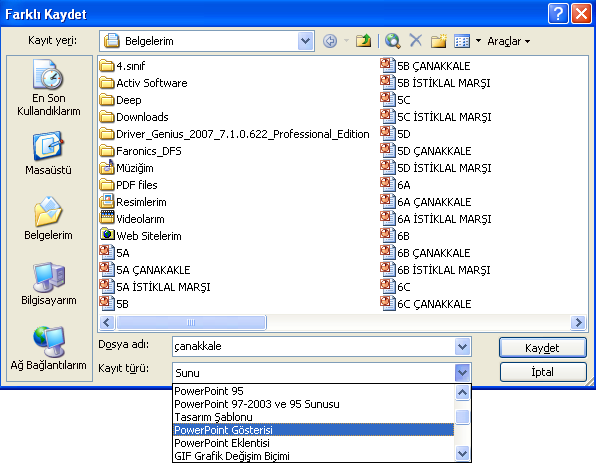 Farklı Kaydet
Kayıt yeri: Belgelerim Araçlar
En Son Kullandıklarım
Masaüstü
Belgelerim
Bilgisayarım
Ağ Bağlantılarım
4.sınıf
Activ Software
Deep
Downloads
Driver_Genius_2007_7.1.0.622_Professional_Edition
Faronics_DFS
Müziğim
PDF files
Resimlerim
Videolarım
Web Sitelerim
5A
5A ÇANAKAKLE
5A İSTİKLAL MARŞI
5B
5B ÇANAKKALE
5B İSTİKLAL MARŞI
5C
5C İSTİKLAL MARŞI
5D
5D ÇANAKKALE
5D İSTİKLAL MARŞI
6A
6A ÇANAKKALE
6A İSTİKLAL MARŞI
6B
6B ÇANAKKALE
6B İSTİKLAL MARŞI
6C
6C ÇANAKKALE
Dosya adı: çanakkale Kaydet
Kayıt türü: Sunu İptal
PowerPoint 95
PowerPoint 97-2003 ve 95 Sunusu
Tasarım Şablonu
PowerPoint Gösterisi
PowerPoint Eklentisi
GIF Grafik Değişim Biçimi